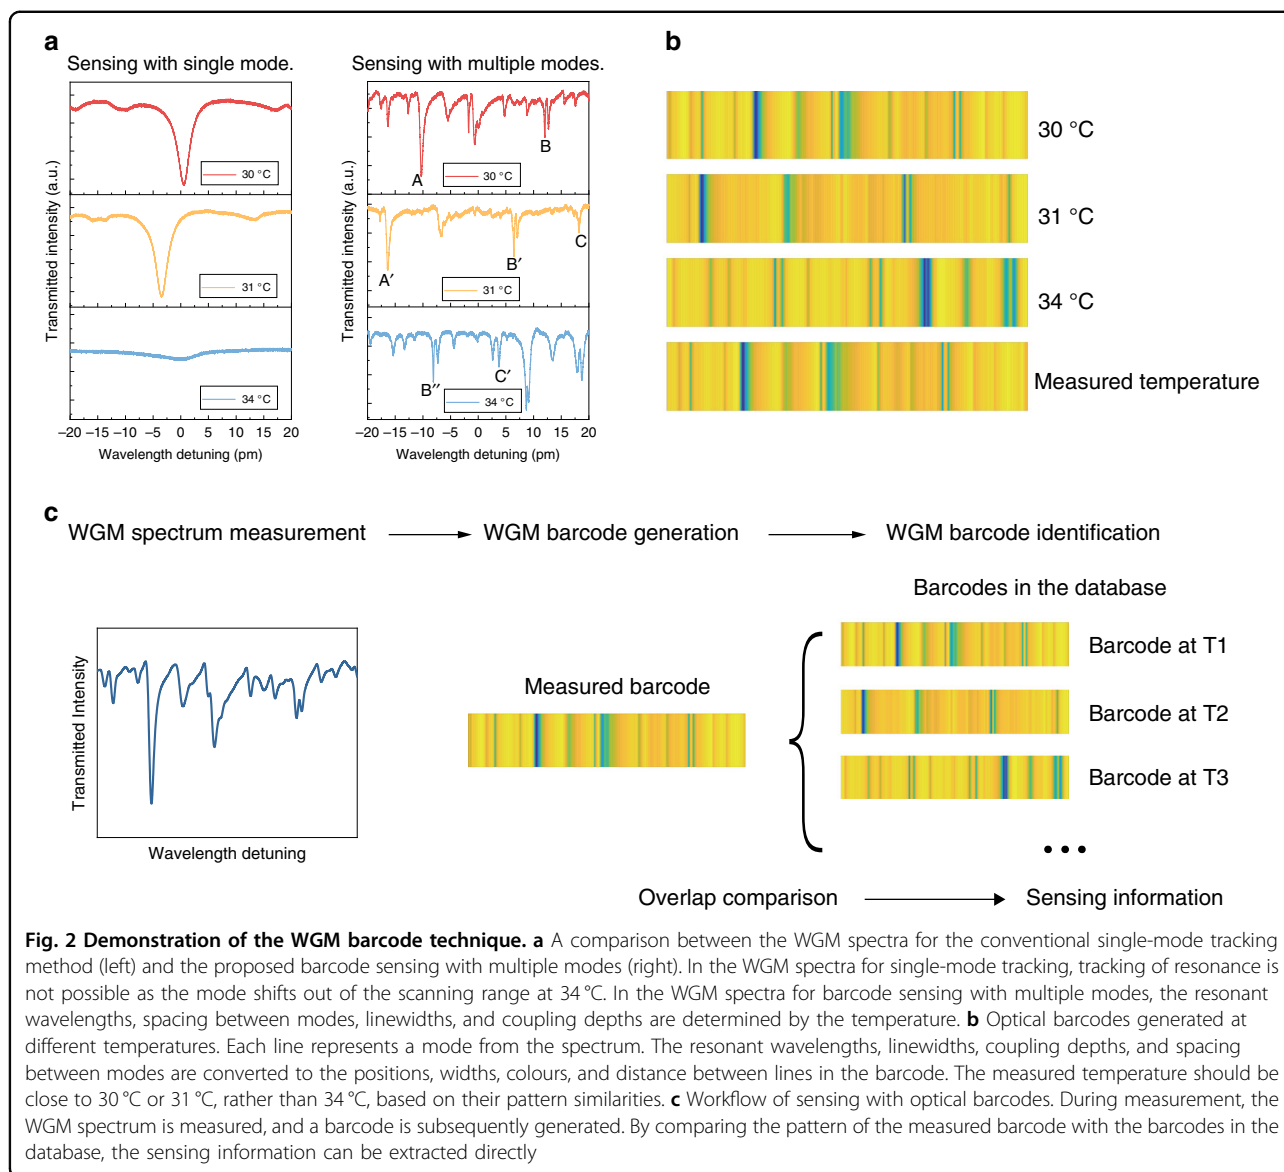 a
Sensing with single mode.
Transmitted intensity (a.u.)
30 °C
31 °C
34 °C
−20 −15 −10 −5 0 5 10 15 20
Wavelength detuning (pm)
Sensing with multiple modes.
Transmitted intensity (a.u.)
A
B
30 °C
A′
B′
C
31 °C
B″
C′
34 °C
−20 −15 −10 −5 0 5 10 15 20
Wavelength detuning (pm)
b
30 °C
31 °C
34 °C
Measured temperature
c
WGM spectrum measurement
WGM barcode generation
WGM barcode identification
Transmitted Intensity
Wavelength detuning
Measured barcode
Barcodes in the database
Barcode at T1
Barcode at T2
Barcode at T3
• • •
Overlap comparison
Sensing information
Fig. 2 Demonstration of the WGM barcode technique. a A comparison between the WGM spectra for the conventional single-mode tracking
method (left) and the proposed barcode sensing with multiple modes (right). In the WGM spectra for single-mode tracking, tracking of resonance is
not possible as the mode shifts out of the scanning range at 34 °C. In the WGM spectra for barcode sensing with multiple modes, the resonant
wavelengths, spacing between modes, linewidths, and coupling depths are determined by the temperature. b Optical barcodes generated at
different temperatures. Each line represents a mode from the spectrum. The resonant wavelengths, linewidths, coupling depths, and spacing
between modes are converted to the positions, widths, colours, and distance between lines in the barcode. The measured temperature should be
close to 30 °C or 31 °C, rather than 34 °C, based on their pattern similarities. c Workflow of sensing with optical barcodes. During measurement, the
WGM spectrum is measured, and a barcode is subsequently generated. By comparing the pattern of the measured barcode with the barcodes in the
database, the sensing information can be extracted directly